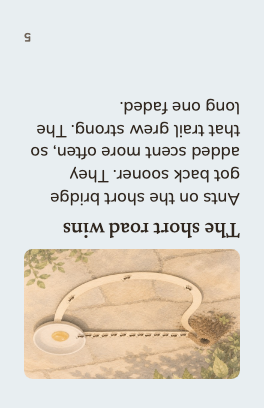 The short road wins
Ants on the short bridge
got back sooner. They
added scent more often, so
that trail grew strong. The
long one faded.
5